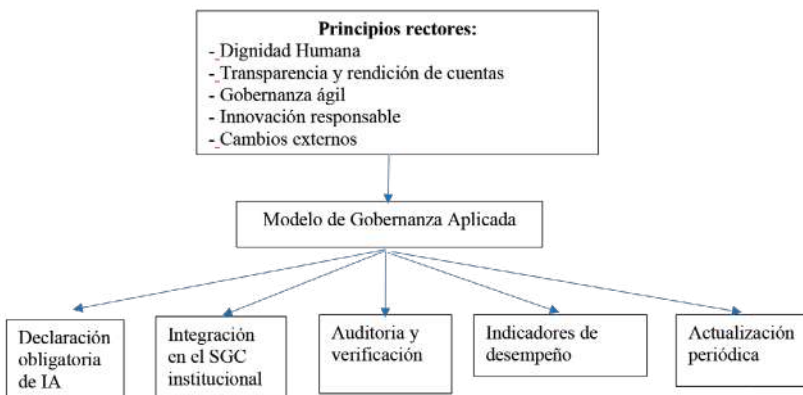 Principios rectores:
- Dignidad Humana
- Transparencia y rendición de cuentas
- Gobernanza ágil
- Innovación responsable
- Cambios externos
Modelo de Gobernanza Aplicada
Declaración
obligatoria
de IA
Integración
en el SGC
institucional
Auditoria y
verificación
Indicadores de
desempeño
Actualización
periódica